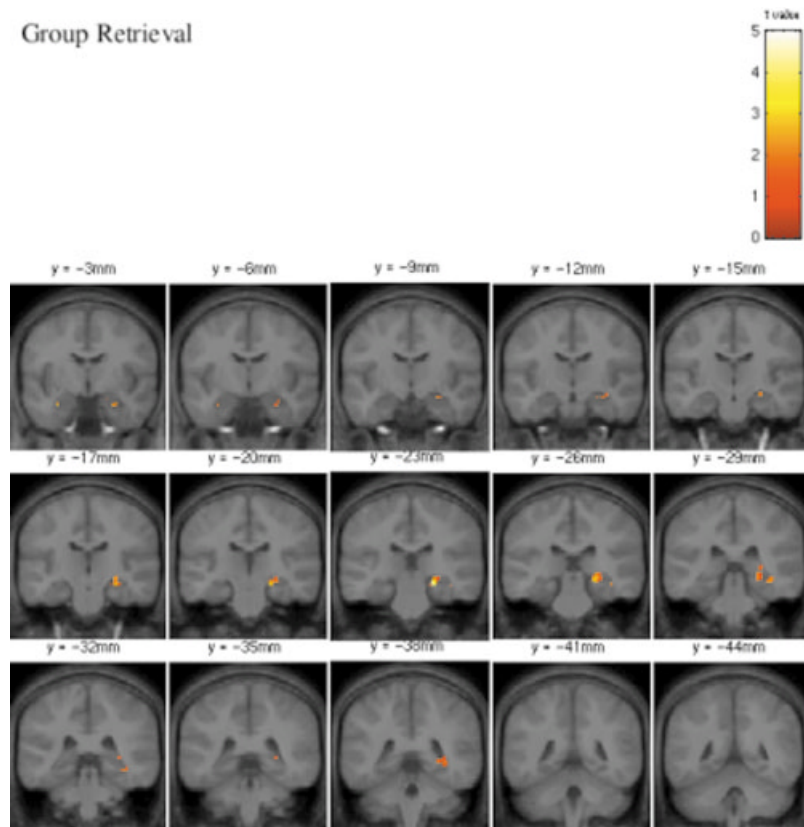 Group Retrieval
T value
5
4
3
2
1
0
y = −3mm
y = −6mm
y = −9mm
y = −12mm
y = −15mm
y = −17mm
y = −20mm
y = −23mm
y = −26mm
y = −29mm
y = −32mm
y = −35mm
y = −38mm
y = −41mm
y = −44mm